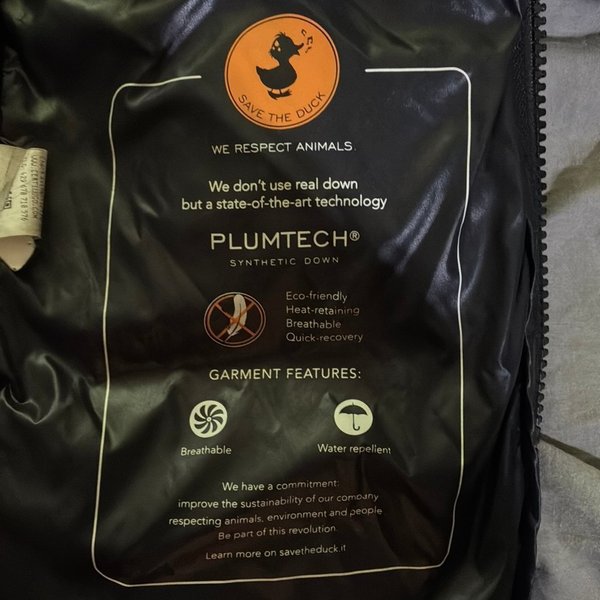 SAVE THE DUCK
WE RESPECT ANIMALS.
We don't use real down
but a state-of-the-art technology
PLUMTECH®
SYNTHETIC DOWN
Eco-friendly
Heat-retaining
Breathable
Quick-recovery
GARMENT FEATURES:
Breathable
Water repellent
We have a commitment:
improve the sustainability of our company
respecting animals, environment and people
Be part of this revolution.
Learn more on savetheduck.it